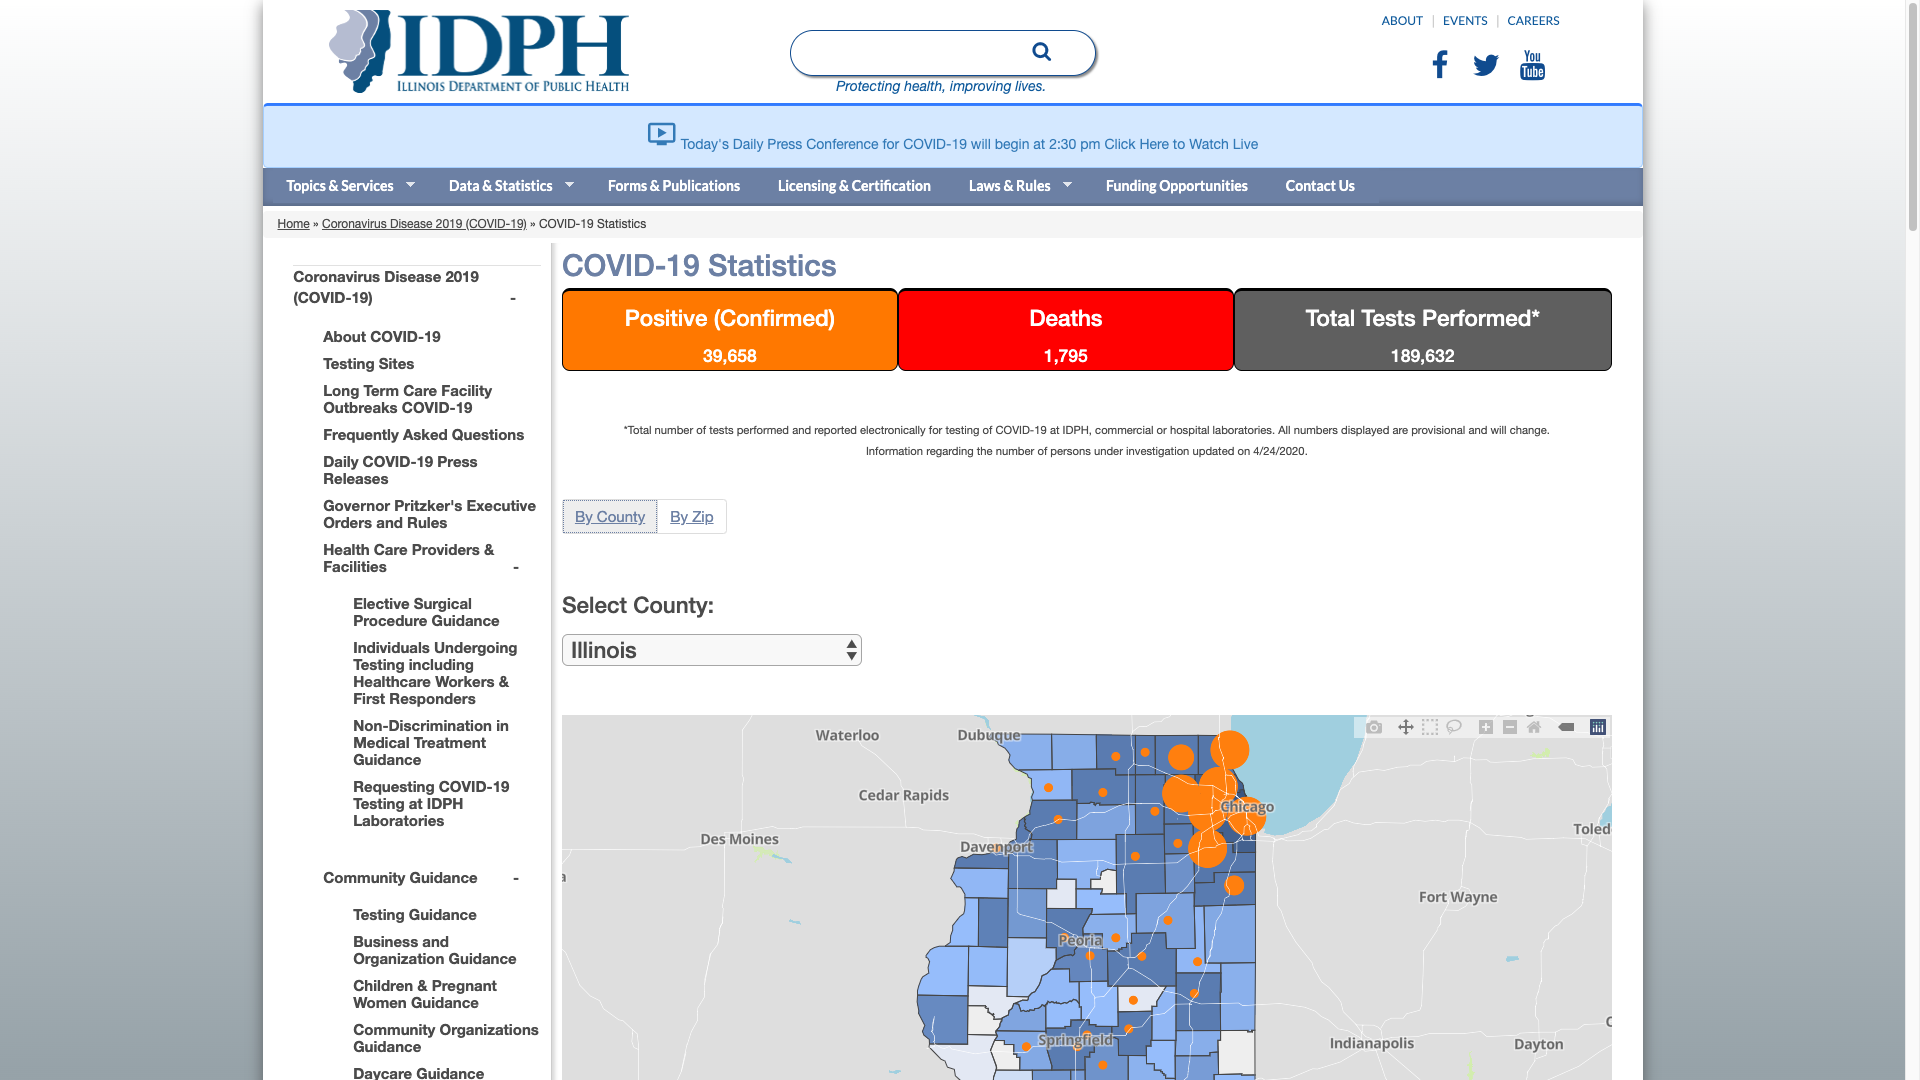 IDPH
ILLINOIS DEPARTMENT OF PUBLIC HEALTH
Protecting health, improving lives.
ABOUT | EVENTS | CAREERS
You
Tube
Today's Daily Press Conference for COVID-19 will begin at 2:30 pm Click Here to Watch Live
Topics & Services Data & Statistics Forms & Publications Licensing & Certification Laws & Rules Funding Opportunities Contact Us
Home » Coronavirus Disease 2019 (COVID-19) » COVID-19 Statistics
Coronavirus Disease 2019
(COVID-19) -
About COVID-19
Testing Sites
Long Term Care Facility
Outbreaks COVID-19
Frequently Asked Questions
Daily COVID-19 Press
Releases
Governor Pritzker's Executive
Orders and Rules
Health Care Providers &
Facilities -
Elective Surgical
Procedure Guidance
Individuals Undergoing
Testing including
Healthcare Workers &
First Responders
Non-Discrimination in
Medical Treatment
Guidance
Requesting COVID-19
Testing at IDPH
Laboratories
Community Guidance -
Testing Guidance
Business and
Organization Guidance
Children & Pregnant
Women Guidance
Community Organizations
Guidance
Daycare Guidance
COVID-19 Statistics
Positive (Confirmed)
39,658
Deaths
1,795
Total Tests Performed*
189,632
*Total number of tests performed and reported electronically for testing of COVID-19 at IDPH, commercial or hospital laboratories. All numbers displayed are provisional and will change.
Information regarding the number of persons under investigation updated on 4/24/2020.
By County By Zip
Select County:
Illinois
Waterloo
Dubuque
Cedar Rapids
Chicago
Des Moines
Davenport
Toled
Fort Wayne
Peoria
Springfield
Indianapolis
Dayton